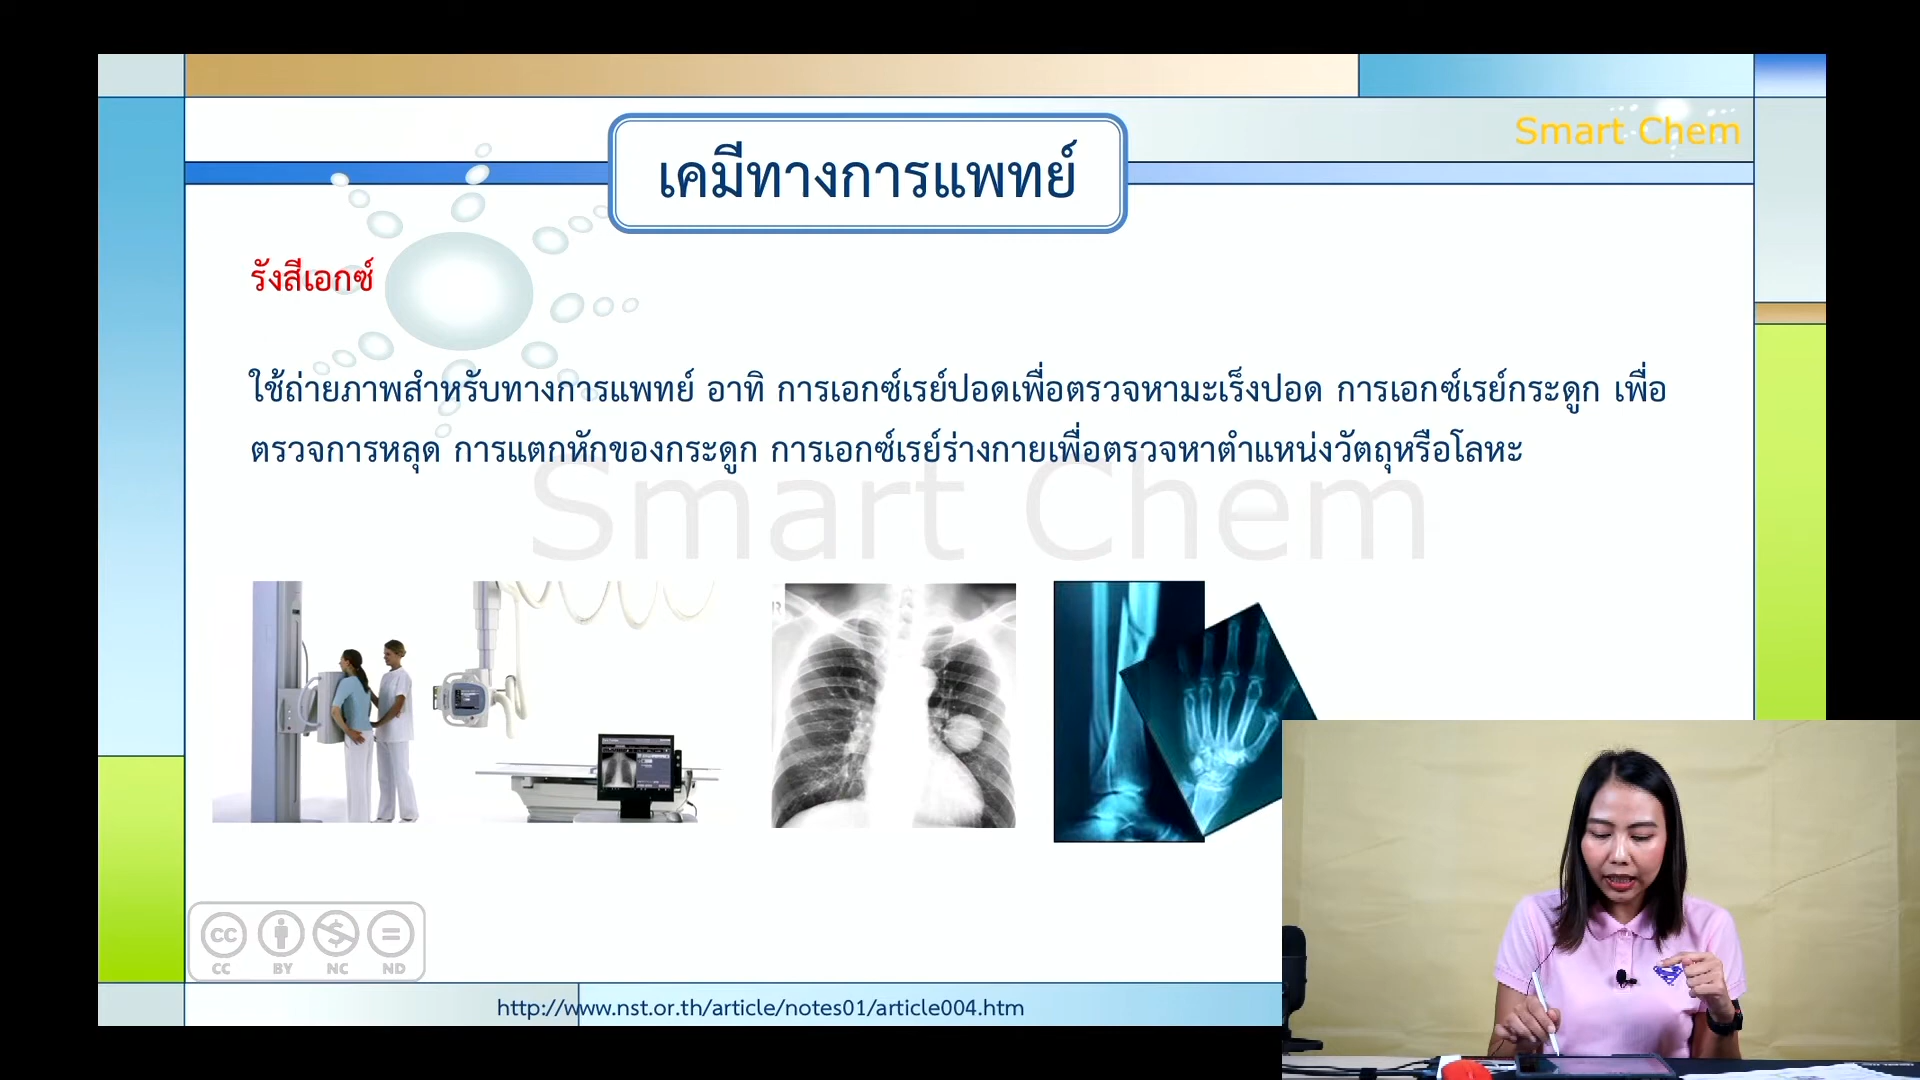 Smart Chem
เคมีทางการแพทย์
รังสีเอกซ์
ใช้ถ่ายภาพสำหรับทางการแพทย์ อาทิ การเอกซ์เรย์ปอดเพื่อตรวจหามะเร็งปอด การเอกซ์เรย์กระดูก เพื่อ
ตรวจการหลุด การแตกหักของกระดูก การเอกซ์เรย์ร่างกายเพื่อตรวจหาตำแหน่งวัตถุหรือโลหะ
Smart Chem
R
CC BY NC ND
http://www.nst.or.th/article/notes01/article004.htm